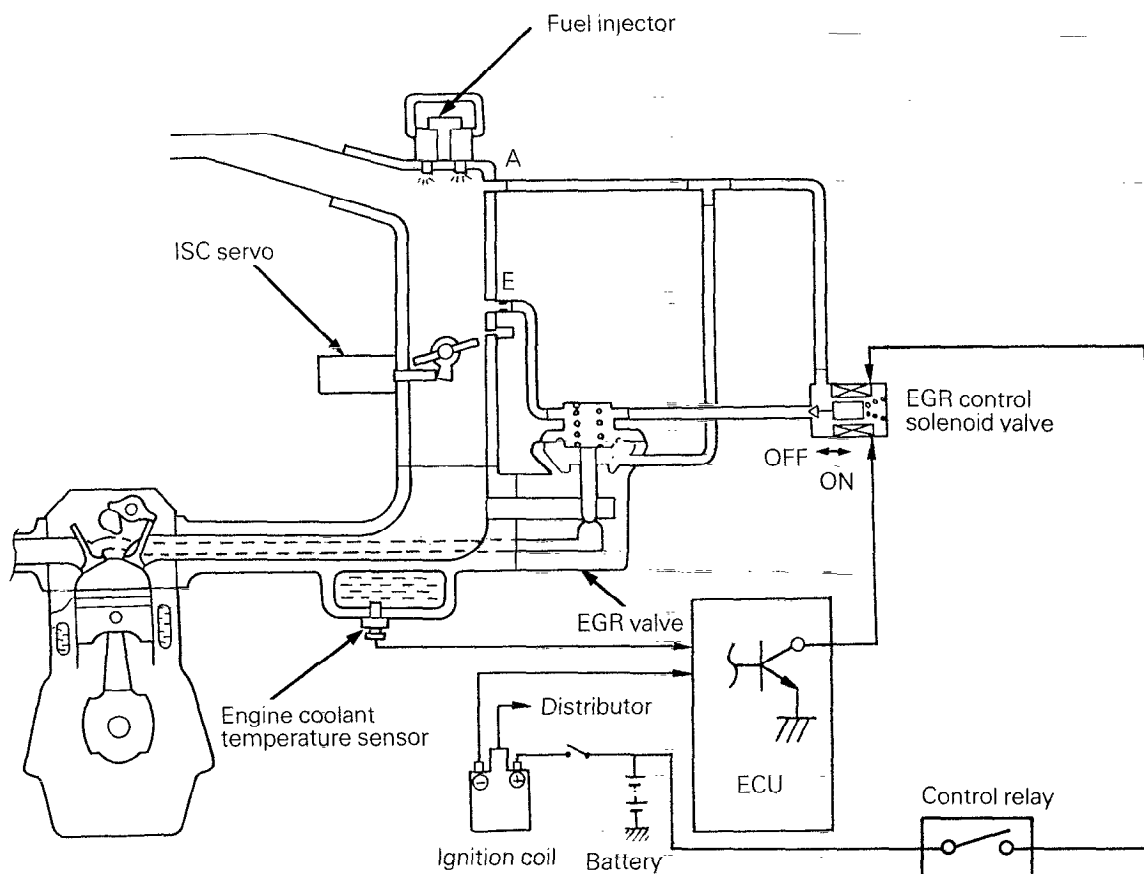 Fuel injector
A
ISC servo
E
EGR control
solenoid valve
OFF
ON
EGR valve
Engine coolant
temperature sensor
Distributor
ECU
Control relay
Ignition coil
Battery